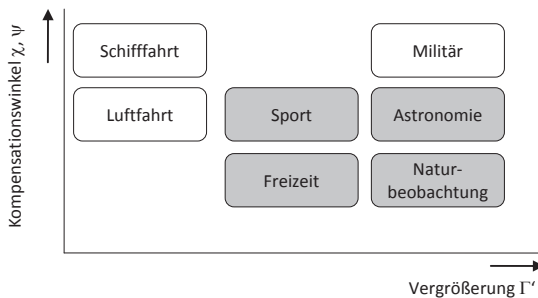 Kompensationswinkel χ, ψ
Schifffahrt
Militär
Luftfahrt
Sport
Astronomie
Freizeit
Natur-
beobachtung
Vergrößerung Γ‘